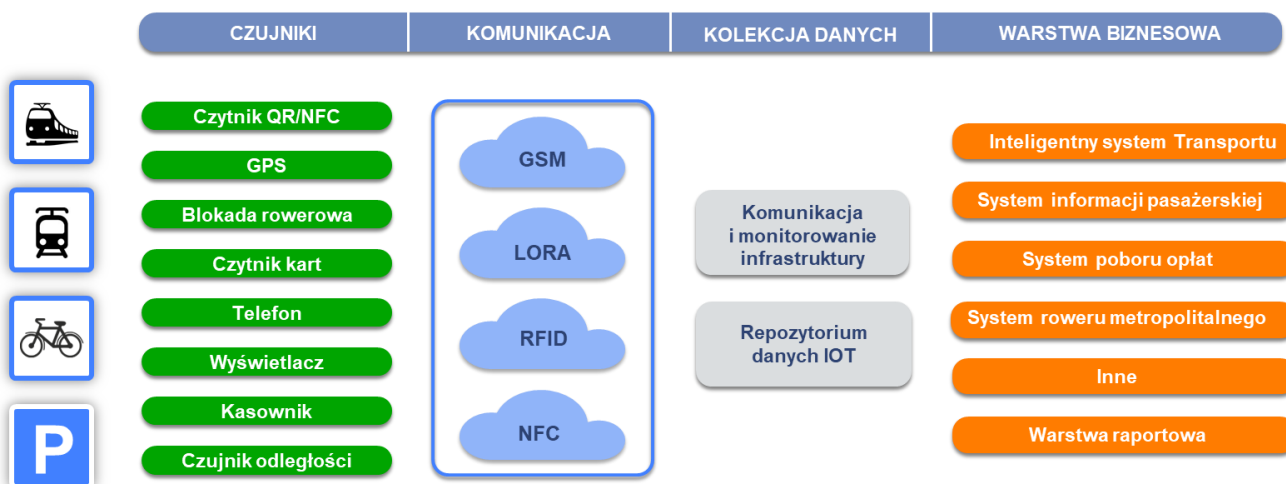 CZUJNIKI
KOMUNIKACJA
KOLEKCJA DANYCH
WARSTWA BIZNESOWA
Czytnik QR/NFC
GPS
Blokada rowerowa
Czytnik kart
Telefon
Wyświetlacz
Kasownik
Czujnik odległości
GSM
LORA
RFID
NFC
Komunikacja
i monitorowanie
infrastruktury
Repozytorium
danych IOT
Inteligentny system Transportu
System informacji pasażerskiej
System poboru opłat
System roweru metropolitalnego
Inne
Warstwa raportowa
P